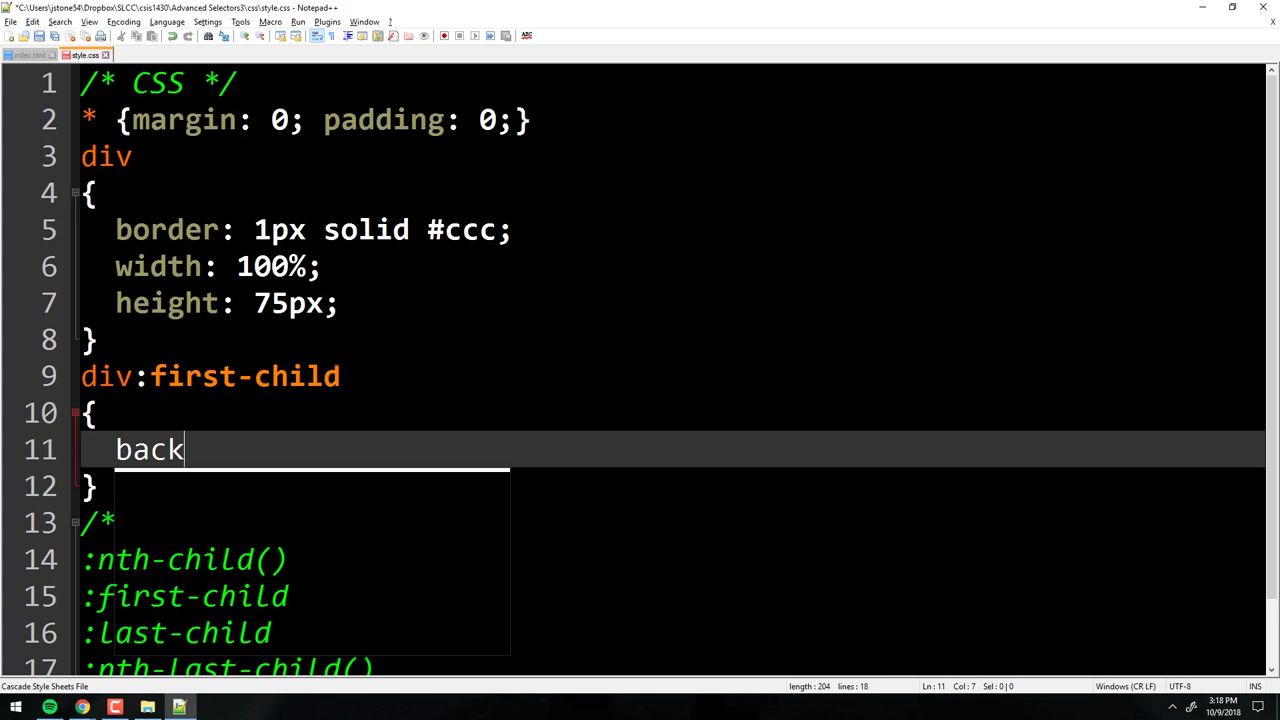 *C:\Users\jstone54\Dropbox\SLCC\csis1430\Advanced Selectors3\css\style.css - Notepad++
File Edit Search View Encoding Language Settings Tools Macro Run Plugins Window ?
index.html style.css
1 /* CSS */
2 * {margin: 0; padding: 0;}
3 div
4 {
5 border: 1px solid #ccc;
6 width: 100%;
7 height: 75px;
8 }
9 div:first-child
10 {
11 back
12 }
13 /*
14 :nth-child()
15 :first-child
16 :last-child
17 :nth-last-child()
Cascade Style Sheets File length : 204 lines : 18 Ln : 11 Col : 7 Sel : 0 | 0 Windows (CR LF) UTF-8 INS
3:18 PM
10/9/2018